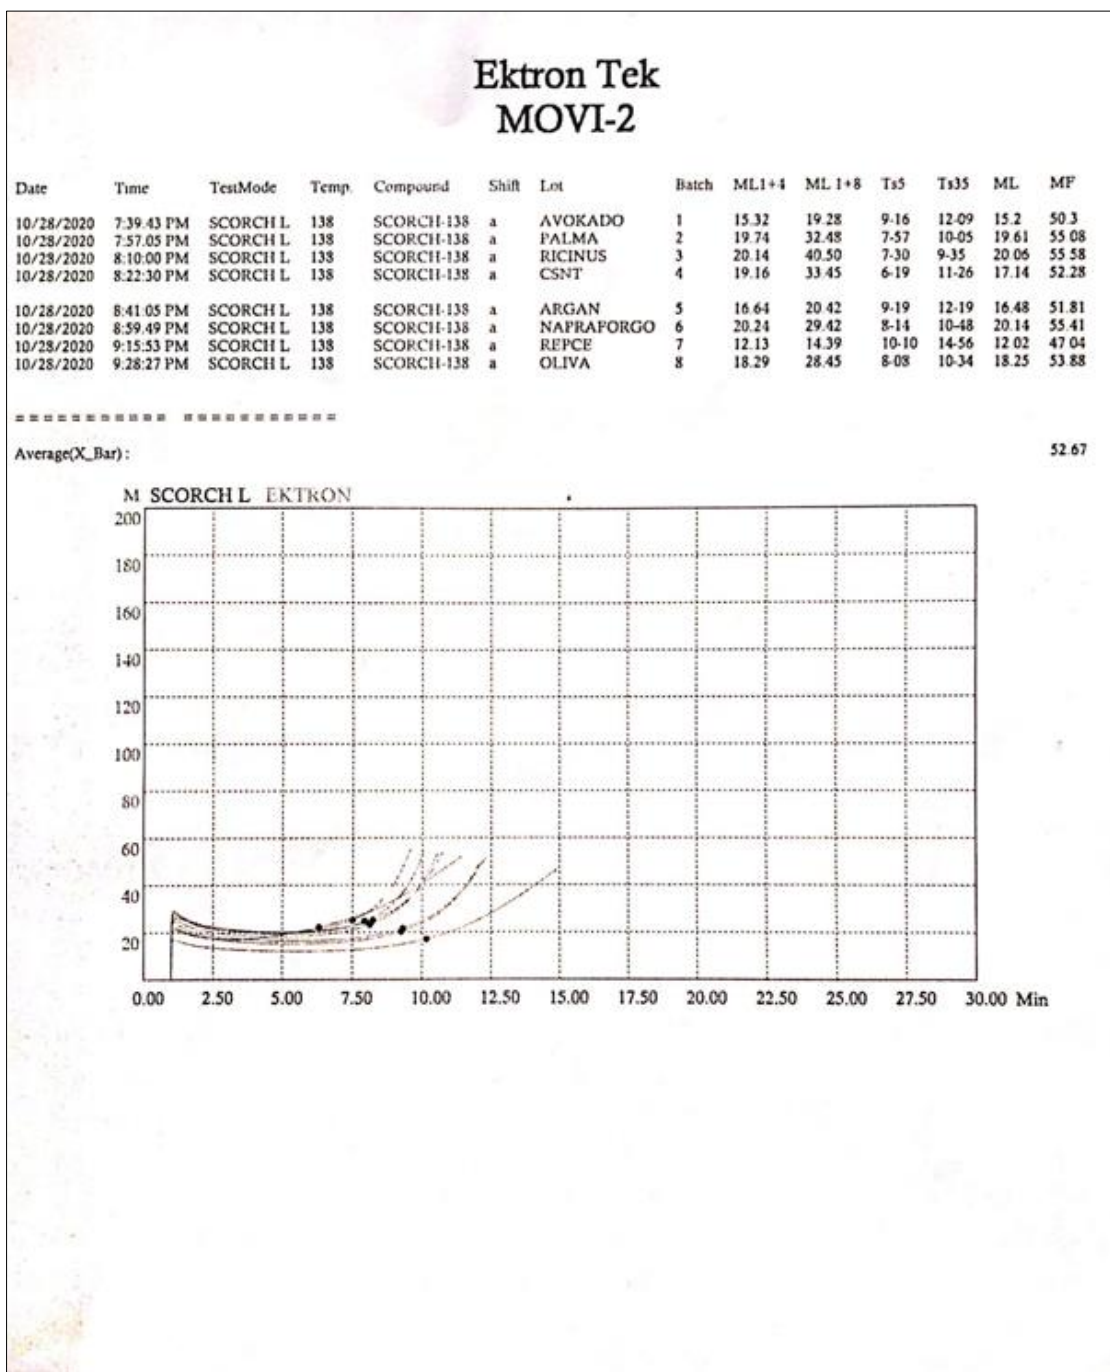 Ektron Tek
MOVI-2
Date Time TestMode Temp. Compound Shift Lot Batch ML1+4 ML 1+8 Ts5 Ts35 ML MF
10/28/2020 7:39.43 PM SCORCH L 138 SCORCH-138 a AVOKADO 1 15.32 19.28 9-16 12-09 15.2 50.3
10/28/2020 7:57.05 PM SCORCH L 138 SCORCH-138 a PALMA 2 19.74 32.48 7-57 10-05 19.61 55 08
10/28/2020 8:10:00 PM SCORCH L 138 SCORCH-138 a RICINUS 3 20.14 40.50 7-30 9-35 20.06 55 58
10/28/2020 8:22:30 PM SCORCH L 138 SCORCH-138 a CSNT 4 19.16 33 45 6-19 11-26 17.14 52.28
10/28/2020 8:41:05 PM SCORCH L 138 SCORCH-138 a ARGAN 5 16.64 20 42 9-19 12-19 16.48 51.81
10/28/2020 8:59.49 PM SCORCH L 138 SCORCH-138 a NAPRAFORGO 6 20.24 29.42 8-14 10-48 20.14 55.41
10/28/2020 9:15:53 PM SCORCH L 138 SCORCH-138 a REPCE 7 12.13 14.39 10-10 14-56 12 02 47 04
10/28/2020 9:28:27 PM SCORCH L 138 SCORCH-138 a OLIVA 8 18.29 28.45 8-08 10-34 18.25 53 88
=========== ===========
Average(X_Bar) : 52 67
M SCORCH L EKTRON
200
180
160
140
120
100
80
60
40
20
0.00 2.50 5.00 7.50 10.00 12.50 15.00 17.50 20.00 22.50 25.00 27.50 30.00 Min